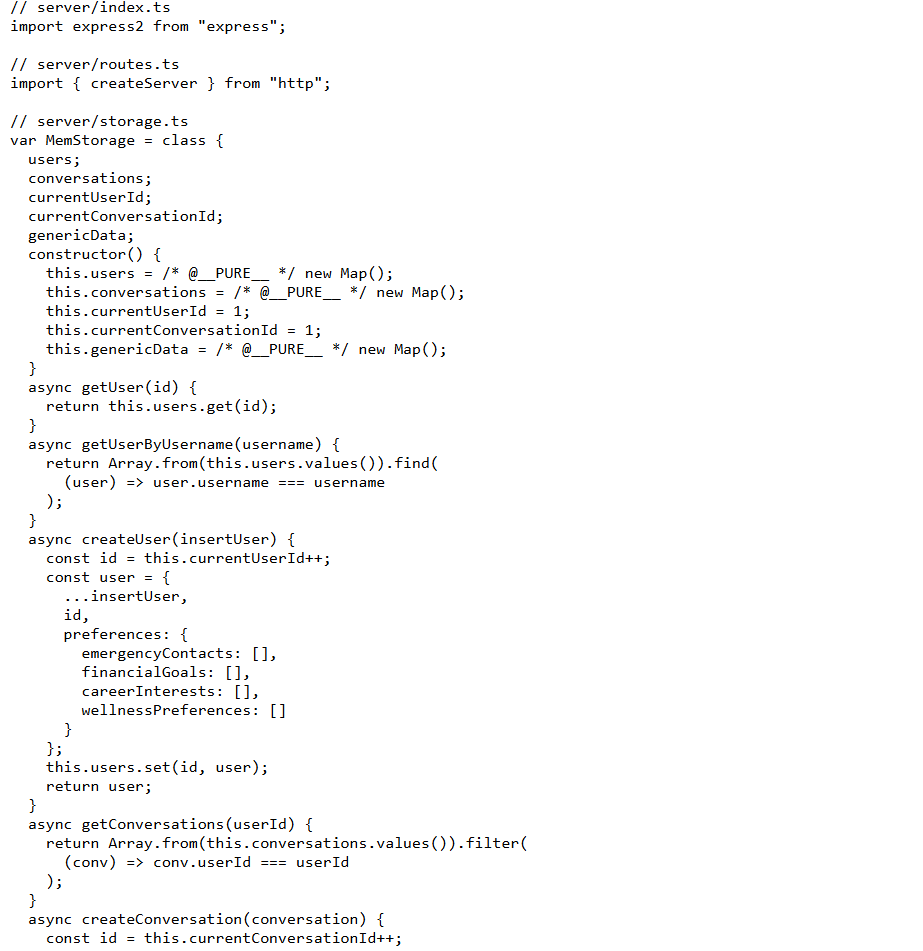 // server/index.ts
import express2 from "express";

// server/routes.ts
import { createServer } from "http";

// server/storage.ts
var MemStorage = class {
  users;
  conversations;
  currentUserId;
  currentConversationId;
  genericData;
  constructor() {
    this.users = /* @__PURE__ */ new Map();
    this.conversations = /* @__PURE__ */ new Map();
    this.currentUserId = 1;
    this.currentConversationId = 1;
    this.genericData = /* @__PURE__ */ new Map();
  }
  async getUser(id) {
    return this.users.get(id);
  }
  async getUserByUsername(username) {
    return Array.from(this.users.values()).find(
      (user) => user.username === username
    );
  }
  async createUser(insertUser) {
    const id = this.currentUserId++;
    const user = {
      ...insertUser,
      id,
      preferences: {
        emergencyContacts: [],
        financialGoals: [],
        careerInterests: [],
        wellnessPreferences: []
      }
    };
    this.users.set(id, user);
    return user;
  }
  async getConversations(userId) {
    return Array.from(this.conversations.values()).filter(
      (conv) => conv.userId === userId
    );
  }
  async createConversation(conversation) {
    const id = this.currentConversationId++;